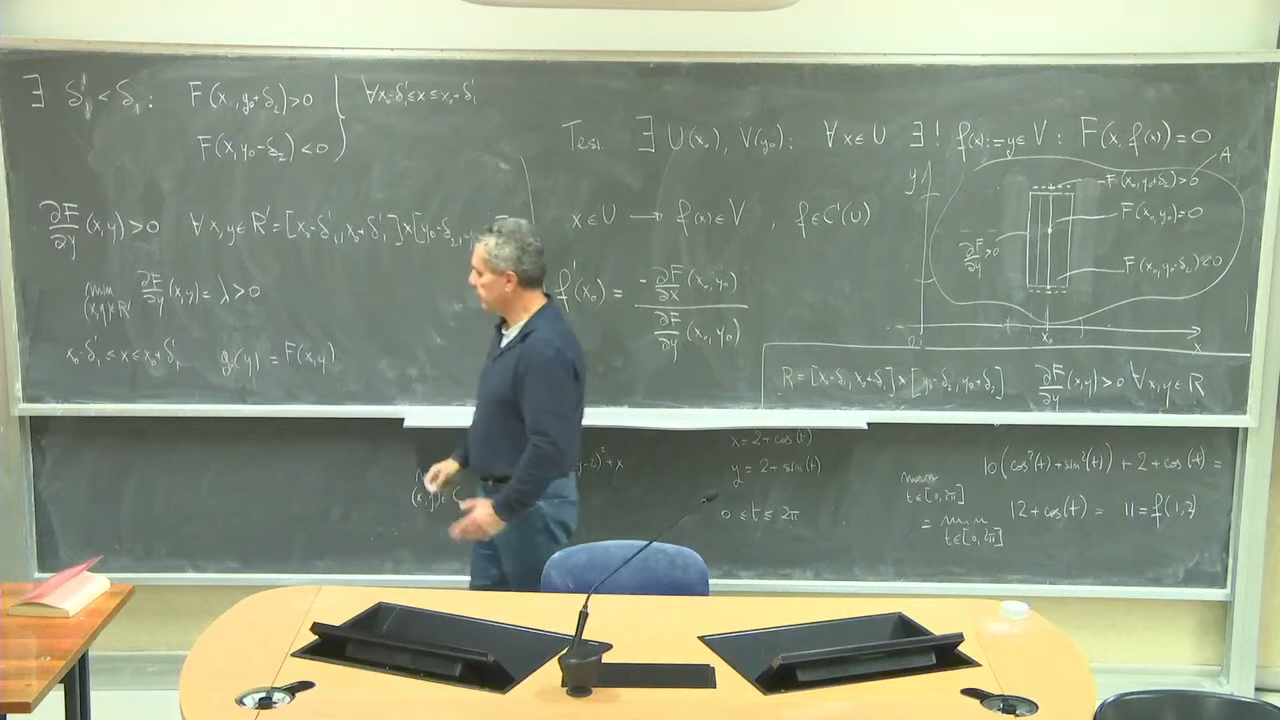 ∃ δ'₁ < δ₁ : F(x, y₀+δ₂)>0 } ∀x₀-δ'₁≤x≤x₀+δ'₁
F(x, y₀-δ₂)<0
∂F/∂y (x,y)>0 ∀x,y∈R'=[x₀-δ'₁, x₀+δ'₁]×[y₀-δ₂, y
min (x,y)∈R' ∂F/∂y (x,y) = λ>0
x₀-δ'₁ ≤ x ≤ x₀+δ'₁ g(y) = F(x,y)
Tesi ∃ U(x₀), V(y₀): ∀x∈U ∃! f(x):=y∈V : F(x, f(x))=0
x∈U → f(x)∈V , f∈C'(U)
f'(x₀) = -∂F/∂x (x₀,y₀) / ∂F/∂y (x₀,y₀)
y
A
F(x₀,y₀+δ₂)>0
F(x₀,y₀)=0
∂F/∂y>0
F(x₀,y₀-δ₂)<0
x₀
x
R=[x₀-δ₁, x₀+δ₁]×[y₀-δ₂, y₀+δ₂] ∂F/∂y (x,y)>0 ∀x,y∈R
(x,y)∈C
y-2)²+x
x=2+cos(t)
y=2+sin(t)
0 ≤ t ≤ 2π
min t∈[0,2π] 10(cos²(t)+sin²(t))+2+cos(t) =
= min t∈[0,2π] 12+cos(t) = 11=f(1,2)